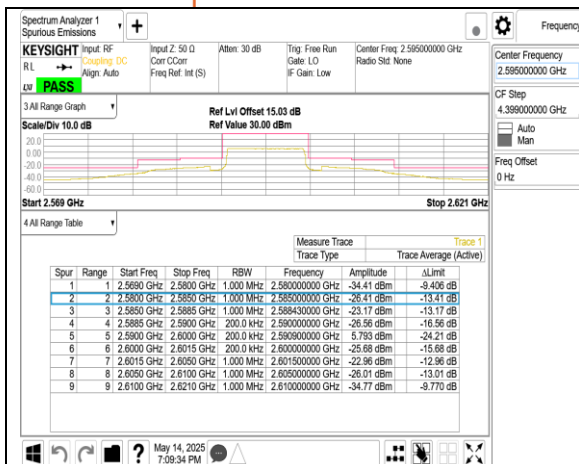 Spectrum Analyzer 1
Spurious Emissions
Frequency
KEYSIGHT Input: RF Input Z: 50 Ω Atten: 30 dB Trig: Free Run Center Freq: 2.595000000 GHz
RL Coupling: DC Corr CCorr Gate: LO Radio Std: None
Align: Auto Freq Ref: Int (S) IF Gain: Low
PASS
Center Frequency
2.595000000 GHz
CF Step
4.399000000 GHz
Auto
Man
Freq Offset
0 Hz
3 All Range Graph
Ref Lvl Offset 15.03 dB
Scale/Div 10.0 dB Ref Value 30.00 dBm
20.0
0.00
-20.0
-40.0
-60.0
Start 2.569 GHz Stop 2.621 GHz
4 All Range Table
Measure Trace Trace 1
Trace Type Trace Average (Active)
Spur Range Start Freq Stop Freq RBW Frequency Amplitude ΔLimit
1 1 2.5690 GHz 2.5800 GHz 1.000 MHz 2.580000000 GHz -34.41 dBm -9.406 dB
2 2 2.5800 GHz 2.5850 GHz 1.000 MHz 2.585000000 GHz -26.41 dBm -13.41 dB
3 3 2.5850 GHz 2.5885 GHz 1.000 MHz 2.588430000 GHz -23.17 dBm -13.17 dB
4 4 2.5885 GHz 2.5900 GHz 200.0 kHz 2.590000000 GHz -26.56 dBm -16.56 dB
5 5 2.5900 GHz 2.6000 GHz 200.0 kHz 2.590900000 GHz 5.793 dBm -24.21 dB
6 6 2.6000 GHz 2.6015 GHz 200.0 kHz 2.600000000 GHz -25.68 dBm -15.68 dB
7 7 2.6015 GHz 2.6050 GHz 1.000 MHz 2.601500000 GHz -22.96 dBm -12.96 dB
8 8 2.6050 GHz 2.6100 GHz 1.000 MHz 2.605000000 GHz -26.01 dBm -13.01 dB
9 9 2.6100 GHz 2.6210 GHz 1.000 MHz 2.610000000 GHz -34.77 dBm -9.770 dB
May 14, 2025
7:09:34 PM